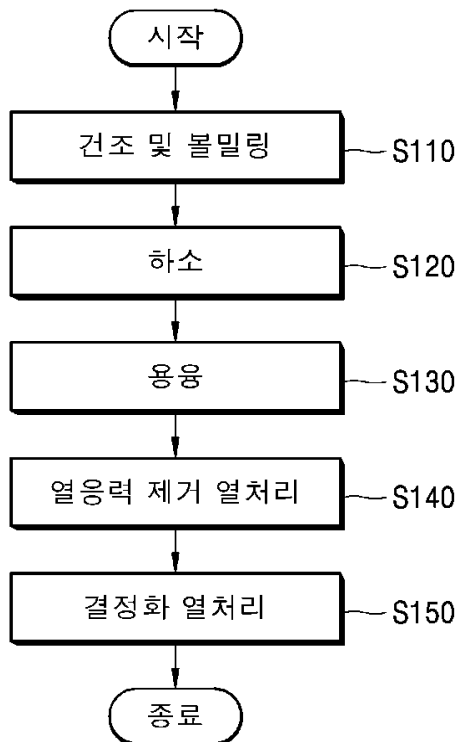 시작
건조 및 볼밀링 S110
하소 S120
용융 S130
열응력 제거 열처리 S140
결정화 열처리 S150
종료